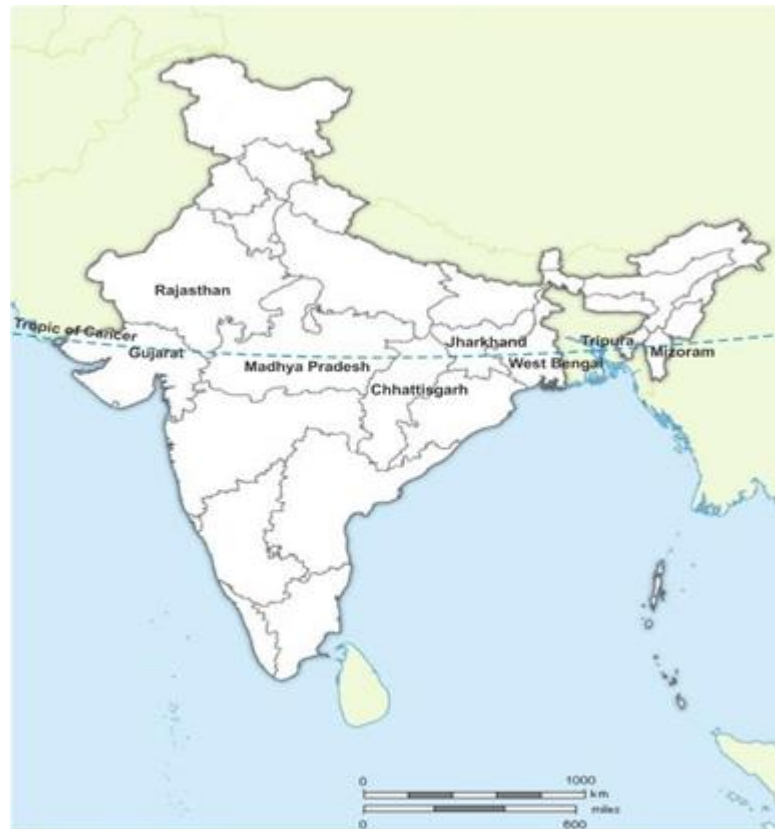 Rajasthan
Tropic of Cancer
Gujarat
Madhya Pradesh
Jharkhand
Chhattisgarh
West Bengal
Tripura
Mizoram
0 1000
km
miles
0 600